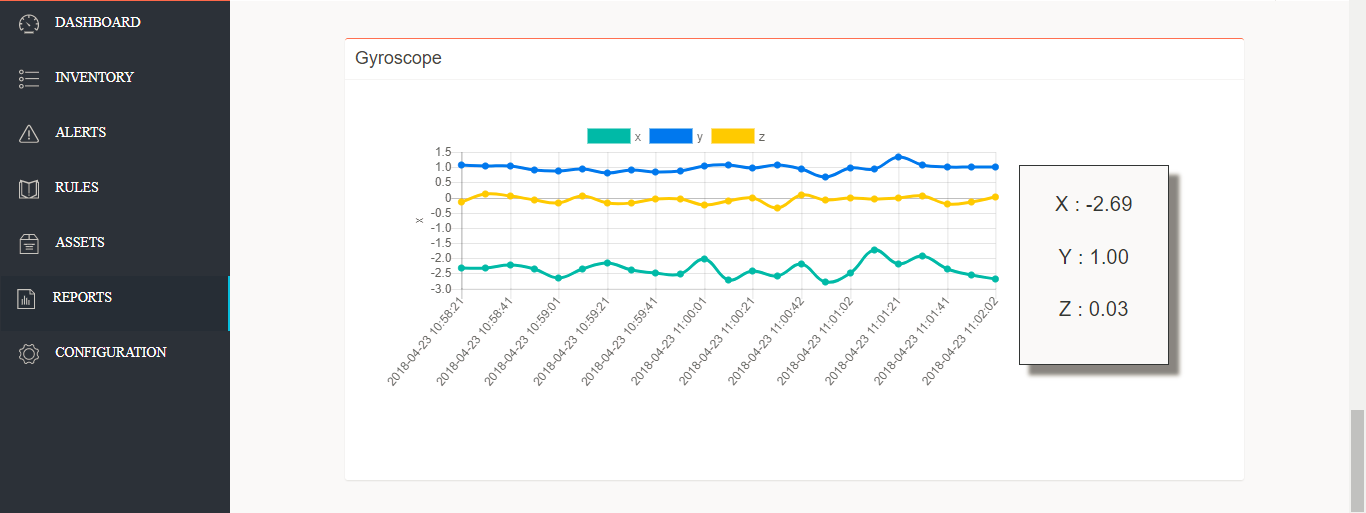 DASHBOARD
INVENTORY
ALERTS
RULES
ASSETS
REPORTS
CONFIGURATION
Gyroscope
x y z
1.5
1.0
0.5
0
-0.5
-1.0
-1.5
-2.0
-2.5
-3.0
x
2018-04-23 10:58:21
2018-04-23 10:58:41
2018-04-23 10:59:01
2018-04-23 10:59:21
2018-04-23 10:59:41
2018-04-23 11:00:01
2018-04-23 11:00:21
2018-04-23 11:00:42
2018-04-23 11:01:02
2018-04-23 11:01:21
2018-04-23 11:01:41
2018-04-23 11:02:02
X : -2.69
Y : 1.00
Z : 0.03